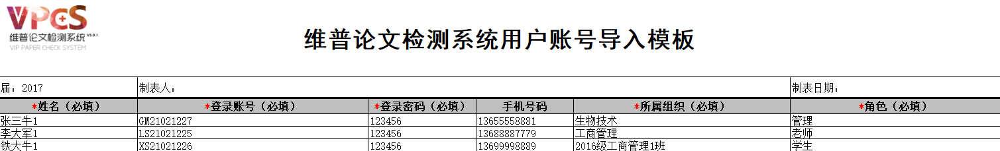 VPCS
维普论文检测系统 V5.0.1
VIP PAPER CHECK SYSTEM
维普论文检测系统用户账号导入模板
届：2017 制表人： 制表日期：
*姓名（必填） *登录账号（必填） *登录密码（必填） 手机号码 *所属组织（必填） *角色（必填）
张三牛1 GM21021227 123456 13655558881 生物技术 管理
李大军1 LS21021225 123456 13688887779 工商管理 老师
铁大牛1 XS21021226 123456 13699998889 2016级工商管理1班 学生